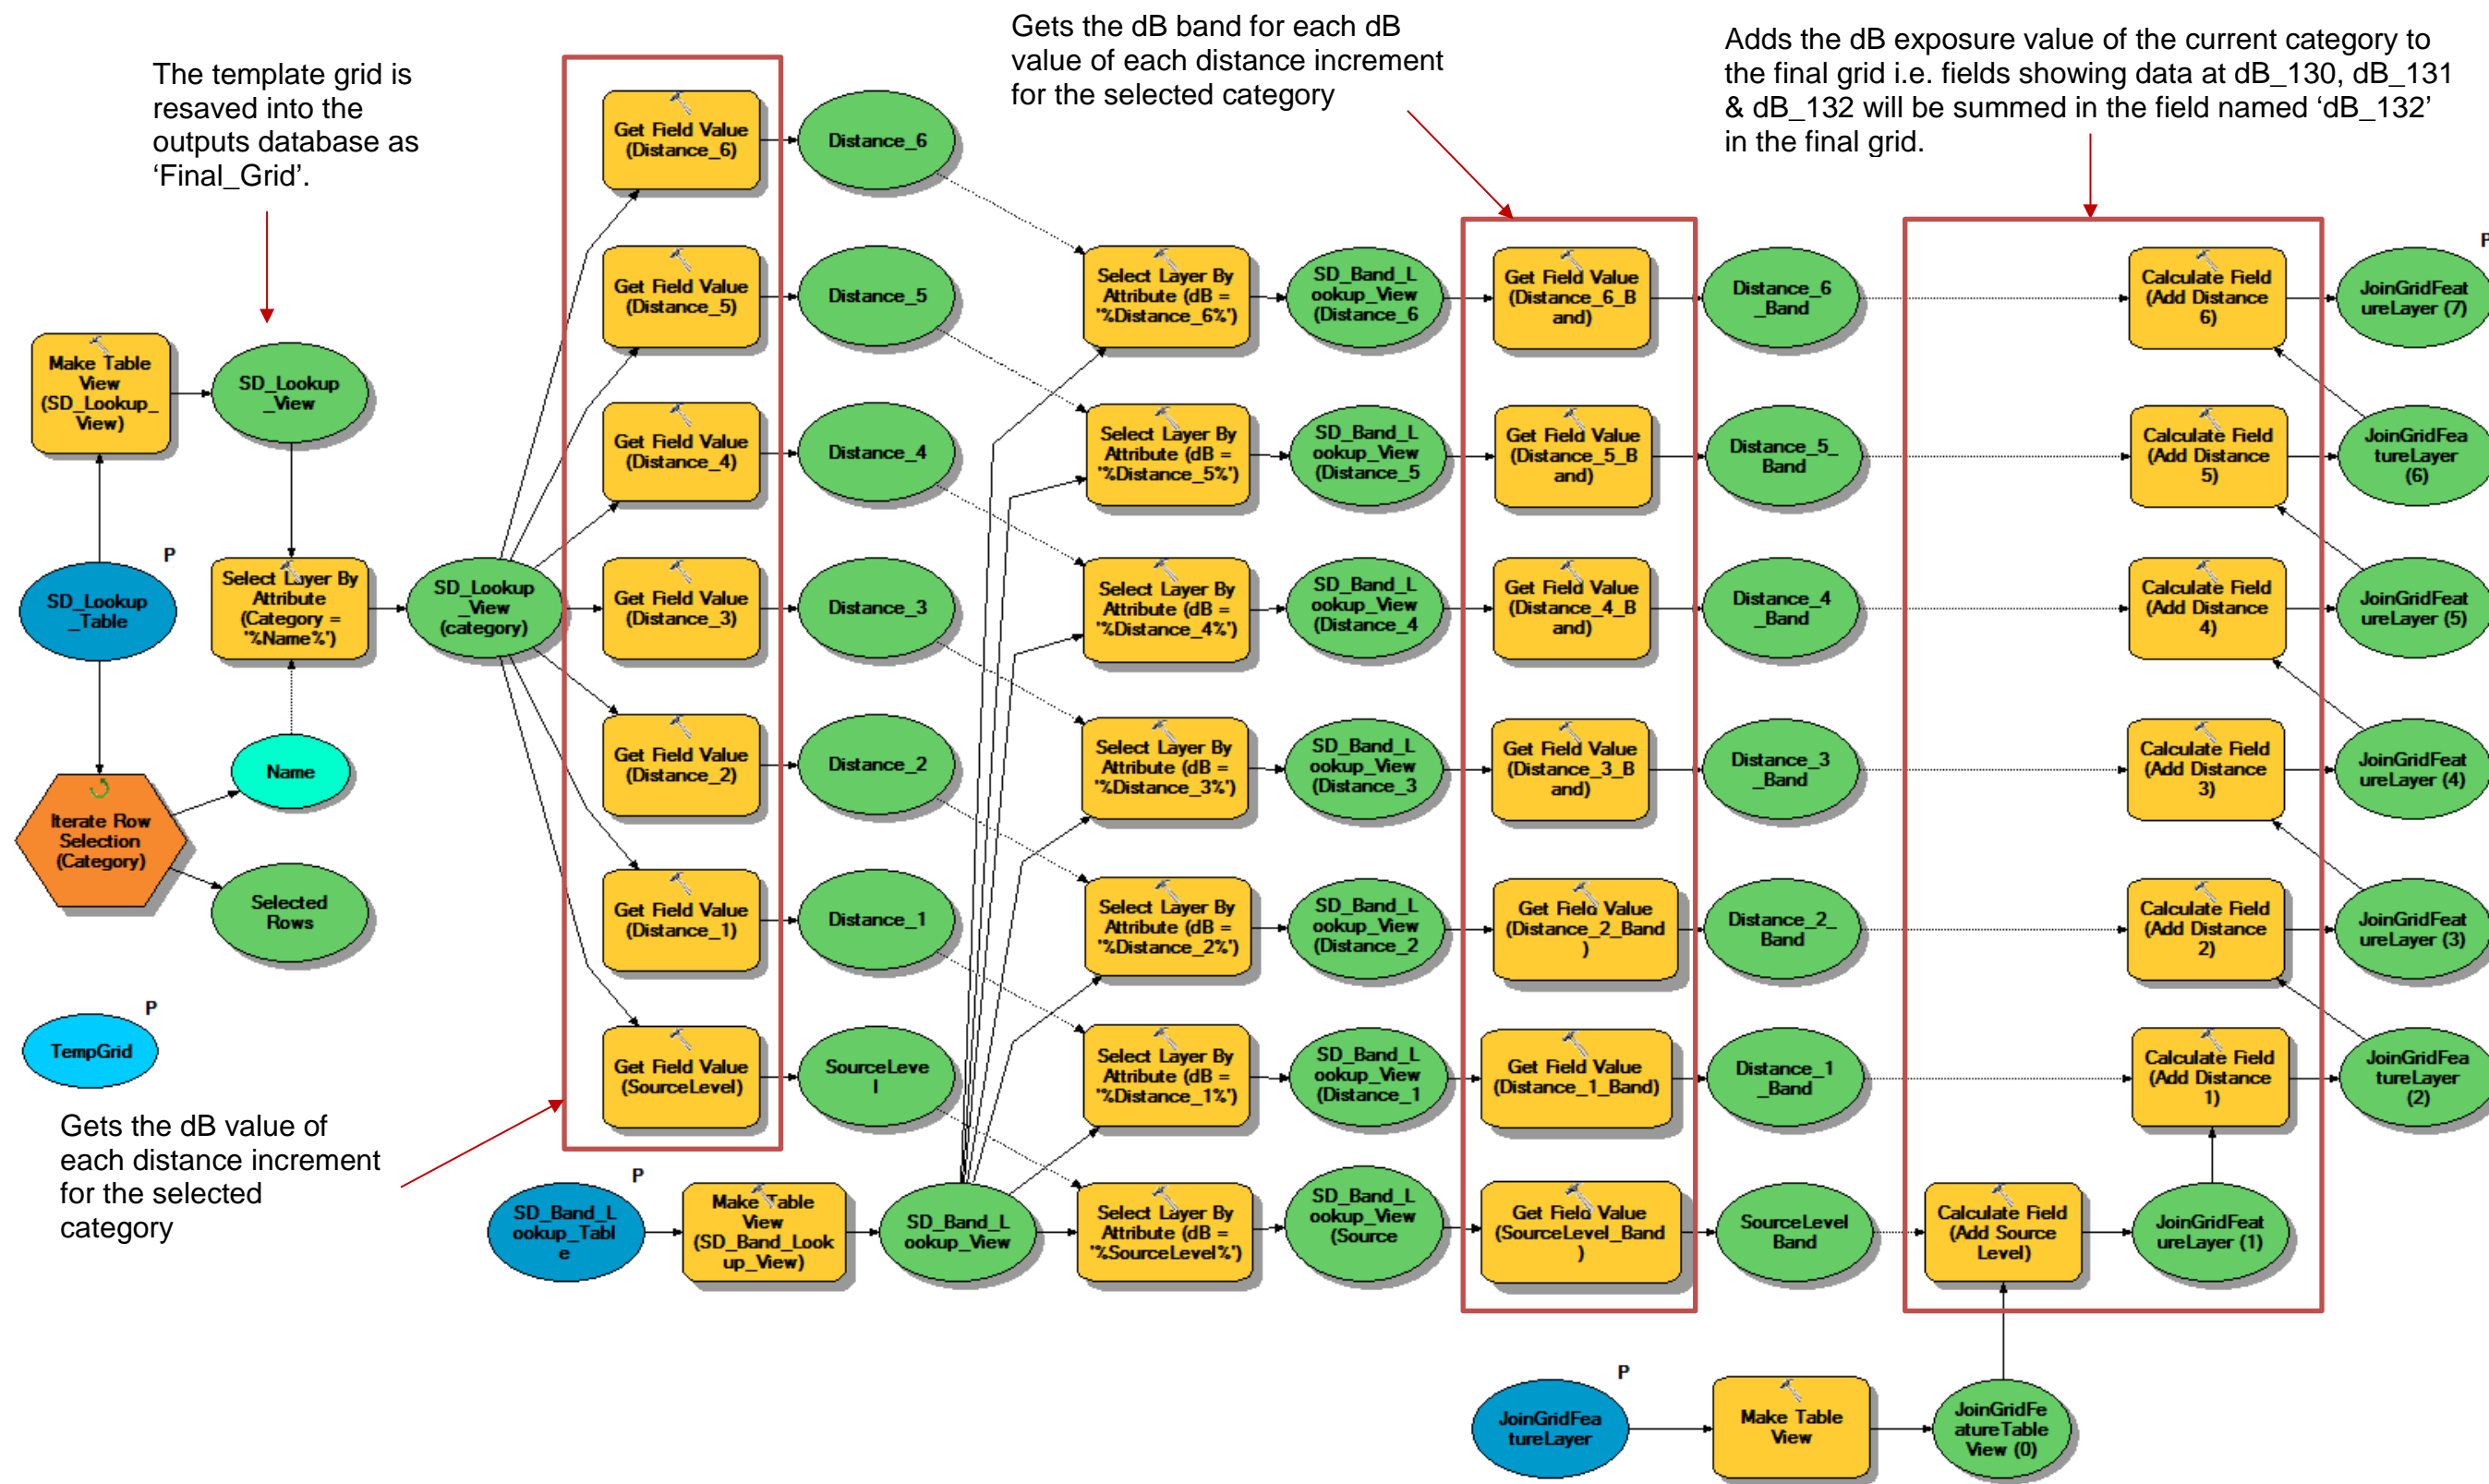 The template grid is
resaved into the
outputs database as
‘Final_Grid’.
Gets the dB band for each dB
value of each distance increment
for the selected category
Adds the dB exposure value of the current category to
the final grid i.e. fields showing data at dB_130, dB_131
& dB_132 will be summed in the field named ‘dB_132’
in the final grid.
Get Field Value
(Distance_6)
Distance_6
Get Field Value
(Distance_5)
Distance_5
Select Layer By
Attribute (dB =
'%Distance_6%')
SD_Band_L
ookup_View
(Distance_6
Get Field Value
(Distance_6_B
and)
Distance_6
_Band
Calculate Field
(Add Distance
6)
P
JoinGridFeat
ureLayer (7)
Make Table
View
(SD_Lookup_
View)
SD_Lookup
_View
Get Field Value
(Distance_4)
Distance_4
Select Layer By
Attribute (dB =
'%Distance_5%')
SD_Band_L
ookup_View
(Distance_5
Get Field Value
(Distance_5_B
and)
Distance_5_
Band
Calculate Field
(Add Distance
5)
JoinGridFea
tureLayer
(6)
P
SD_Lookup
_Table
Select Layer By
Attribute
(Category =
'%Name%')
SD_Lookup
_View
(category)
Get Field Value
(Distance_3)
Distance_3
Select Layer By
Attribute (dB =
'%Distance_4%')
SD_Band_L
ookup_View
(Distance_4
Get Field Value
(Distance_4_B
and)
Distance_4
_Band
Calculate Field
(Add Distance
4)
JoinGridFeat
ureLayer (5)
Name
Iterate Row
Selection
(Category)
Selected
Rows
Get Field Value
(Distance_2)
Distance_2
Select Layer By
Attribute (dB =
'%Distance_3%')
SD_Band_L
ookup_View
(Distance_3
Get Field Value
(Distance_3_B
and)
Distance_3
_Band
Calculate Field
(Add Distance
3)
JoinGridFeat
ureLayer (4)
Get Field Value
(Distance_1)
Distance_1
Select Layer By
Attribute (dB =
'%Distance_2%')
SD_Band_L
ookup_View
(Distance_2
Get Field Value
(Distance_2_Band
)
Distance_2_
Band
Calculate Field
(Add Distance
2)
JoinGridFeat
ureLayer (3)
P
TempGrid
Get Field Value
(SourceLevel)
SourceLeve
l
Select Layer By
Attribute (dB =
'%Distance_1%')
SD_Band_L
ookup_View
(Distance_1
Get Field Value
(Distance_1_Band)
Distance_1
_Band
Calculate Field
(Add Distance
1)
JoinGridFea
tureLayer
(2)
Gets the dB value of
each distance increment
for the selected
category
P
SD_Band_L
ookup_Tabl
e
Make Table
View
(SD_Band_Look
up_View)
SD_Band_L
ookup_View
Select Layer By
Attribute (dB =
'%SourceLevel%')
SD_Band_L
ookup_View
(Source
Get Field Value
(SourceLevel_Band
)
SourceLevel
Band
Calculate Field
(Add Source
Level)
JoinGridFeat
ureLayer (1)
P
JoinGridFea
tureLayer
Make Table
View
JoinGridFe
atureTable
View (0)